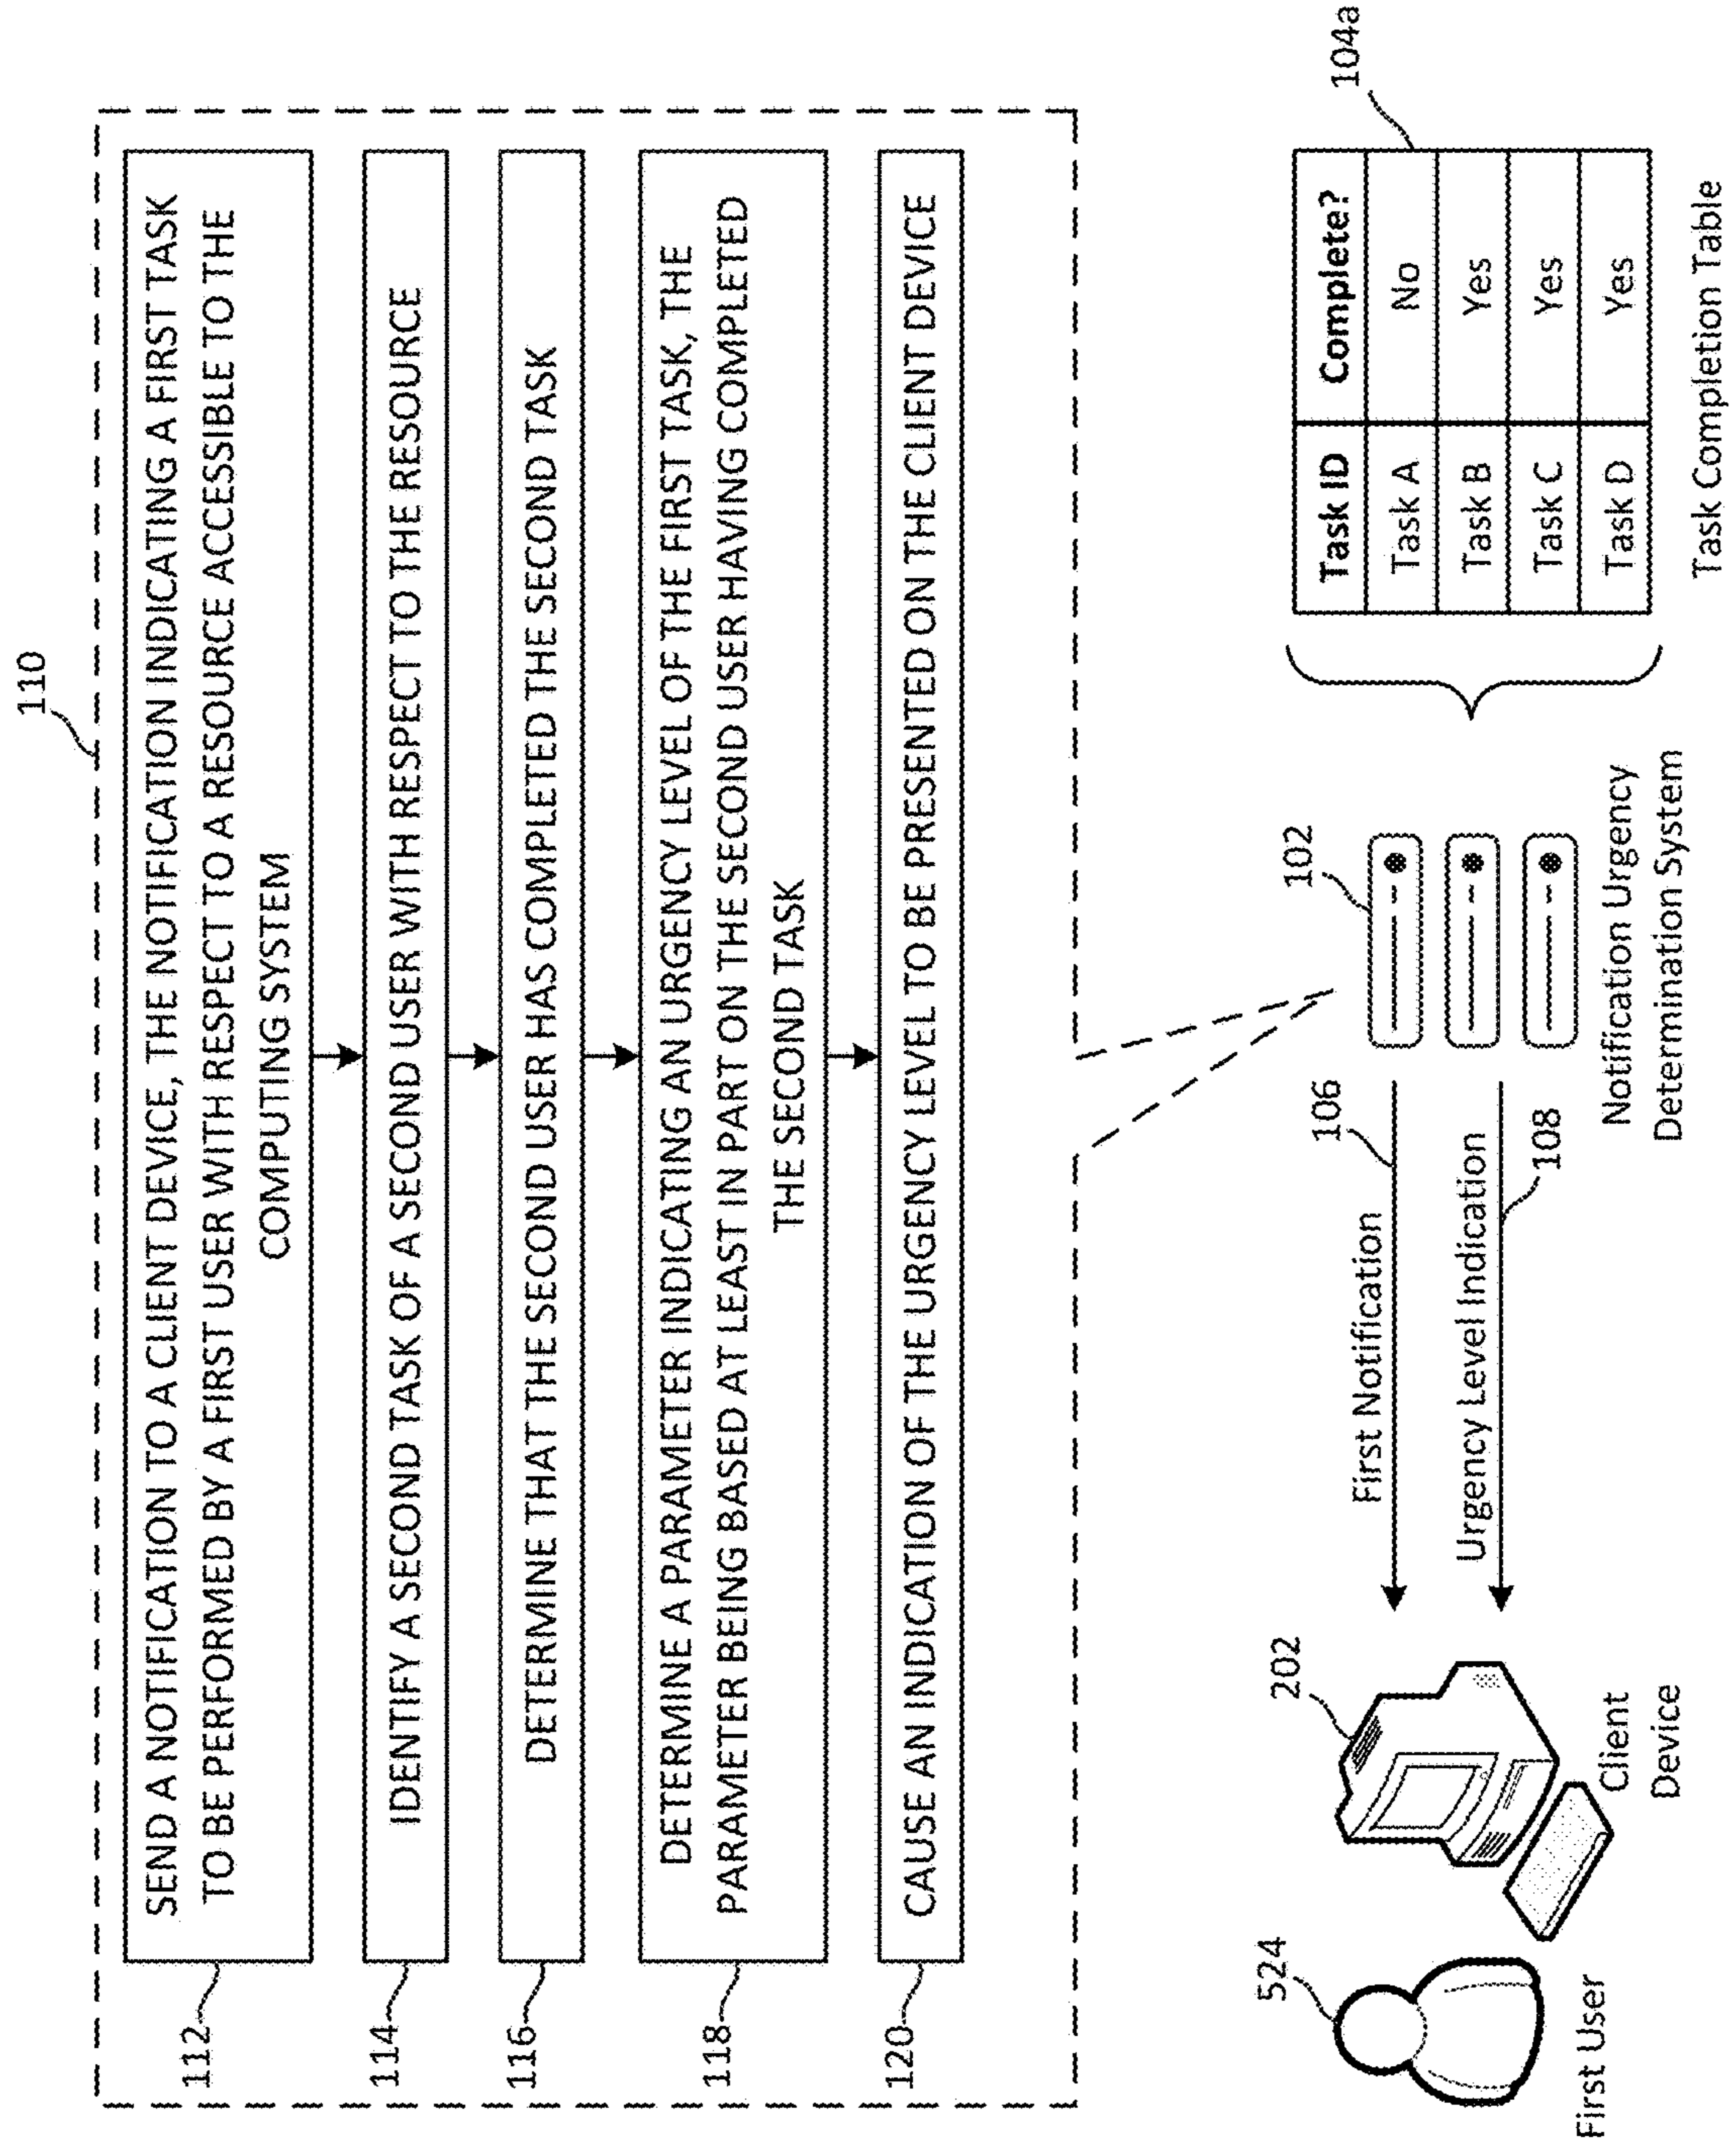 110
112
SEND A NOTIFICATION TO A CLIENT DEVICE, THE NOTIFICATION INDICATING A FIRST TASK
TO BE PERFORMED BY A FIRST USER WITH RESPECT TO A RESOURCE ACCESSIBLE TO THE
COMPUTING SYSTEM
114
IDENTIFY A SECOND TASK OF A SECOND USER WITH RESPECT TO THE RESOURCE
116
DETERMINE THAT THE SECOND USER HAS COMPLETED THE SECOND TASK
118
DETERMINE A PARAMETER INDICATING AN URGENCY LEVEL OF THE FIRST TASK, THE
PARAMETER BEING BASED AT LEAST IN PART ON THE SECOND USER HAVING COMPLETED
THE SECOND TASK
120
CAUSE AN INDICATION OF THE URGENCY LEVEL TO BE PRESENTED ON THE CLIENT DEVICE
524
First User
202
Client
Device
First Notification
106
Urgency Level Indication
108
102
Notification Urgency
Determination System
104a
Task ID Complete?
Task A No
Task B Yes
Task C Yes
Task D Yes
Task Completion Table